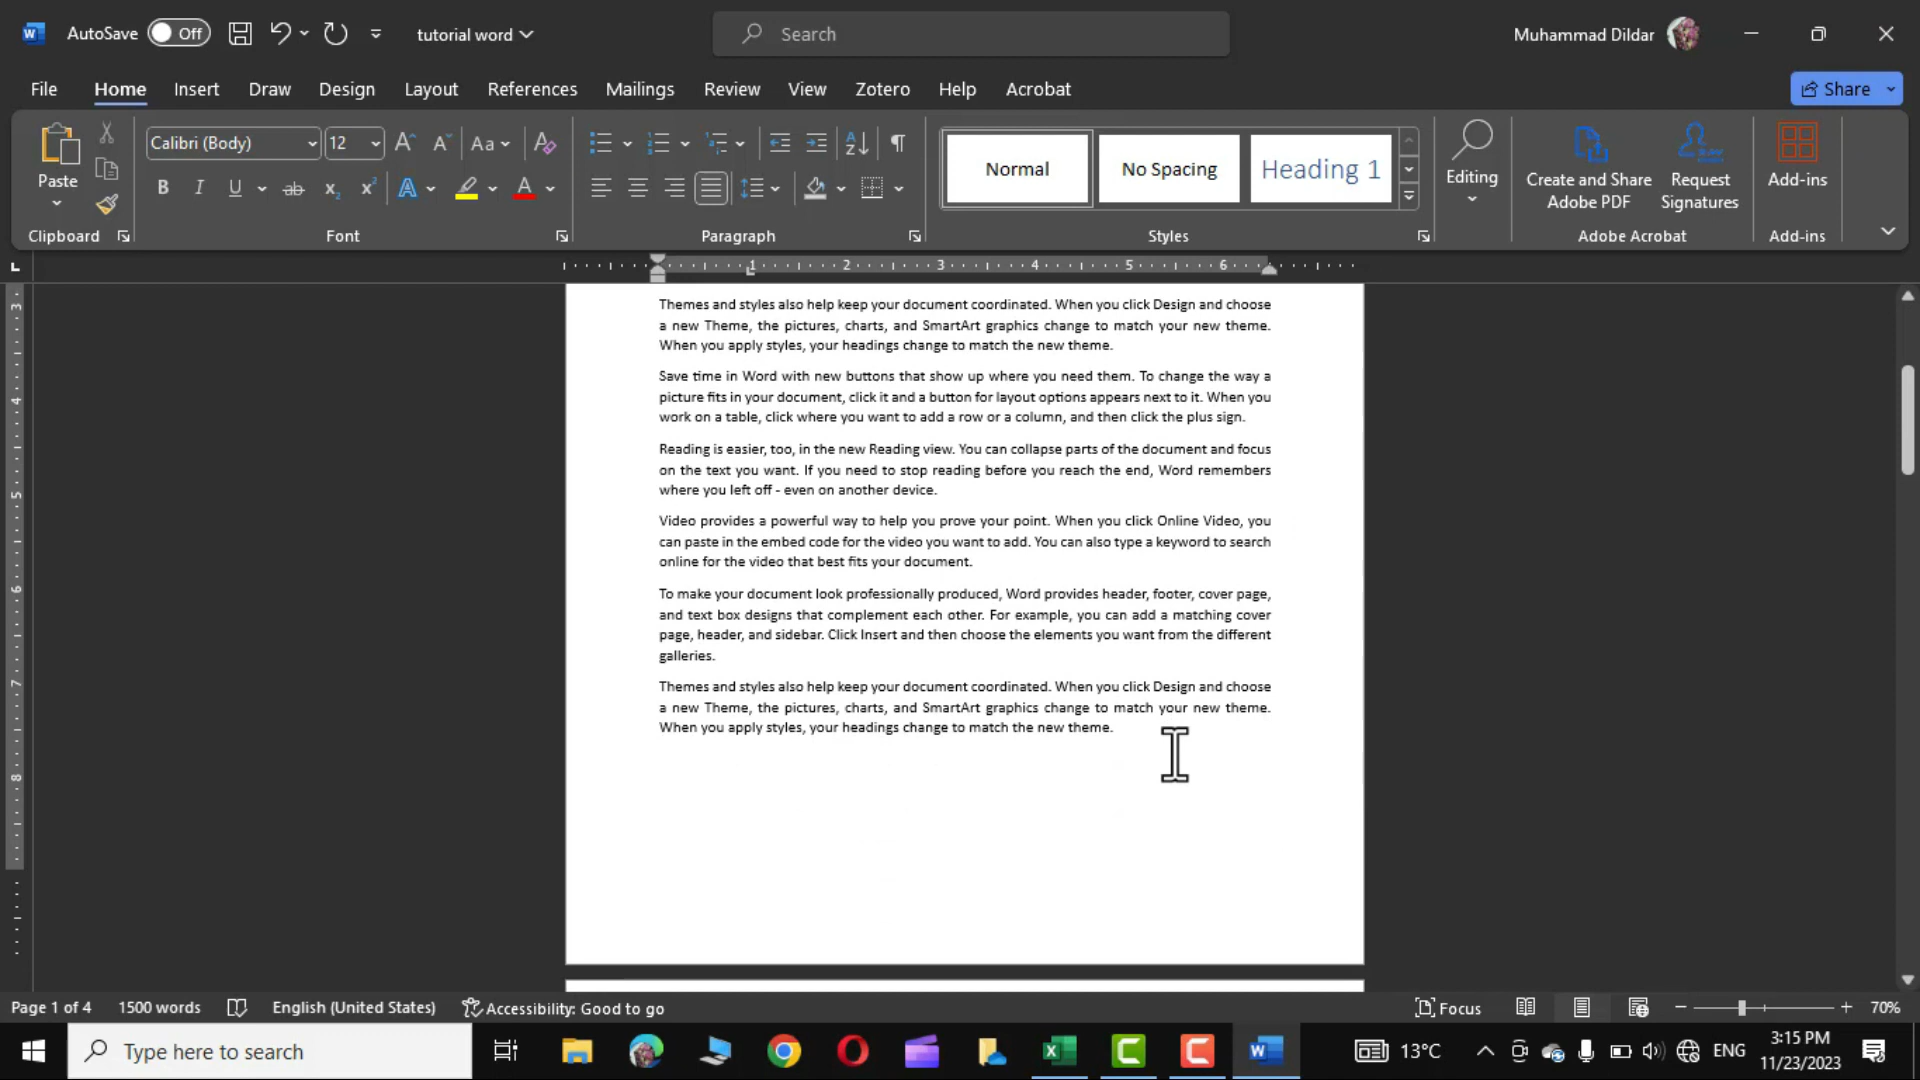 AutoSave Off tutorial word Search Muhammad Dildar
File Home Insert Draw Design Layout References Mailings Review View Zotero Help Acrobat Share
Paste
Clipboard
Calibri (Body) 12
Font
Paragraph
Normal No Spacing Heading 1
Styles
Editing
Create and Share
Adobe PDF
Request
Signatures
Adobe Acrobat
Add-ins
Add-ins
1 2 3 4 5 6
3
4
5
6
7
8
Themes and styles also help keep your document coordinated. When you click Design and choose
a new Theme, the pictures, charts, and SmartArt graphics change to match your new theme.
When you apply styles, your headings change to match the new theme.
Save time in Word with new buttons that show up where you need them. To change the way a
picture fits in your document, click it and a button for layout options appears next to it. When you
work on a table, click where you want to add a row or a column, and then click the plus sign.
Reading is easier, too, in the new Reading view. You can collapse parts of the document and focus
on the text you want. If you need to stop reading before you reach the end, Word remembers
where you left off - even on another device.
Video provides a powerful way to help you prove your point. When you click Online Video, you
can paste in the embed code for the video you want to add. You can also type a keyword to search
online for the video that best fits your document.
To make your document look professionally produced, Word provides header, footer, cover page,
and text box designs that complement each other. For example, you can add a matching cover
page, header, and sidebar. Click Insert and then choose the elements you want from the different
galleries.
Themes and styles also help keep your document coordinated. When you click Design and choose
a new Theme, the pictures, charts, and SmartArt graphics change to match your new theme.
When you apply styles, your headings change to match the new theme.
Page 1 of 4 1500 words English (United States) Accessibility: Good to go Focus 70%
Type here to search 13°C ENG 3:15 PM
11/23/2023